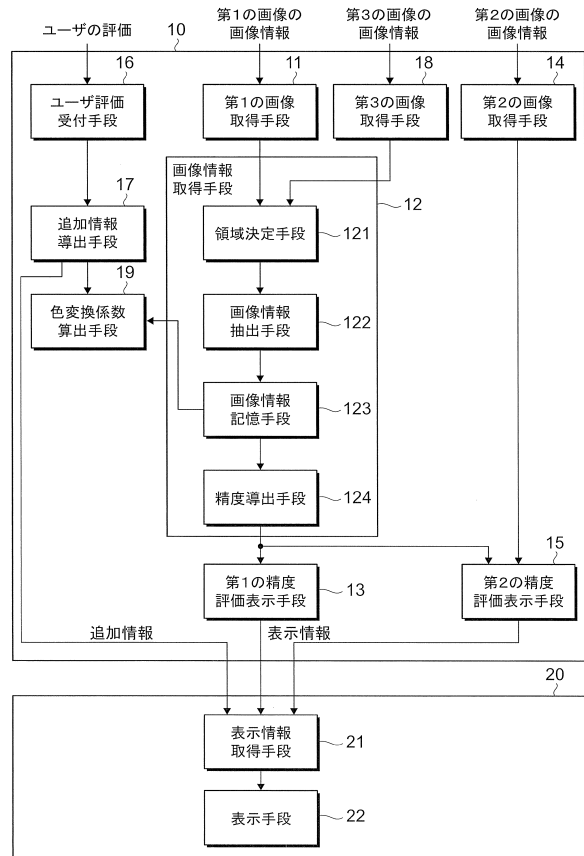 ユーザの評価
10
第1の画像の
画像情報
第3の画像の
画像情報
第2の画像の
画像情報
16
ユーザ評価
受付手段
11
第1の画像
取得手段
18
第3の画像
取得手段
14
第2の画像
取得手段
17
追加情報
導出手段
画像情報
取得手段
12
領域決定手段
121
19
色変換係数
算出手段
画像情報
抽出手段
122
画像情報
記憶手段
123
精度導出手段
124
第1の精度
評価表示手段
13
15
第2の精度
評価表示手段
追加情報
表示情報
20
表示情報
取得手段
21
表示手段
22